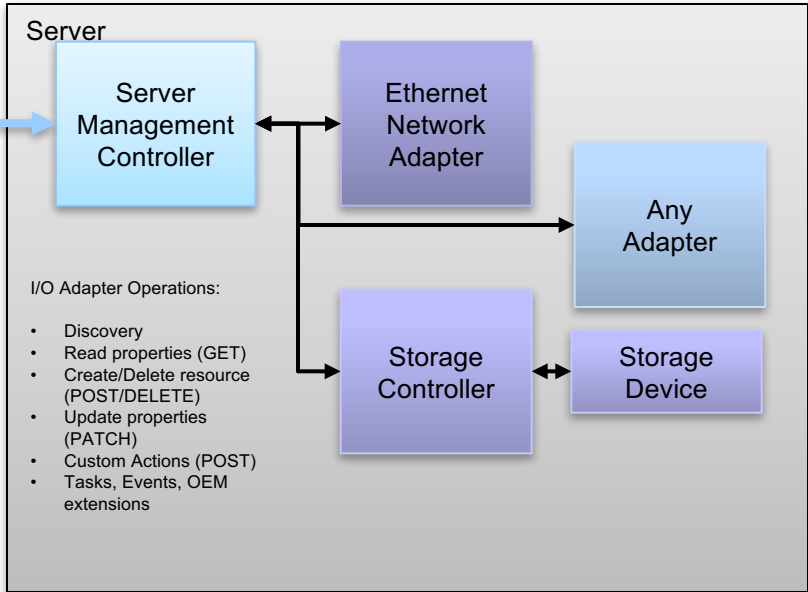 Server
Server
Management
Controller
Ethernet
Network
Adapter
Any
Adapter
I/O Adapter Operations:
• Discovery
• Read properties (GET)
• Create/Delete resource
(POST/DELETE)
• Update properties
(PATCH)
• Custom Actions (POST)
• Tasks, Events, OEM
extensions
Storage
Controller
Storage
Device